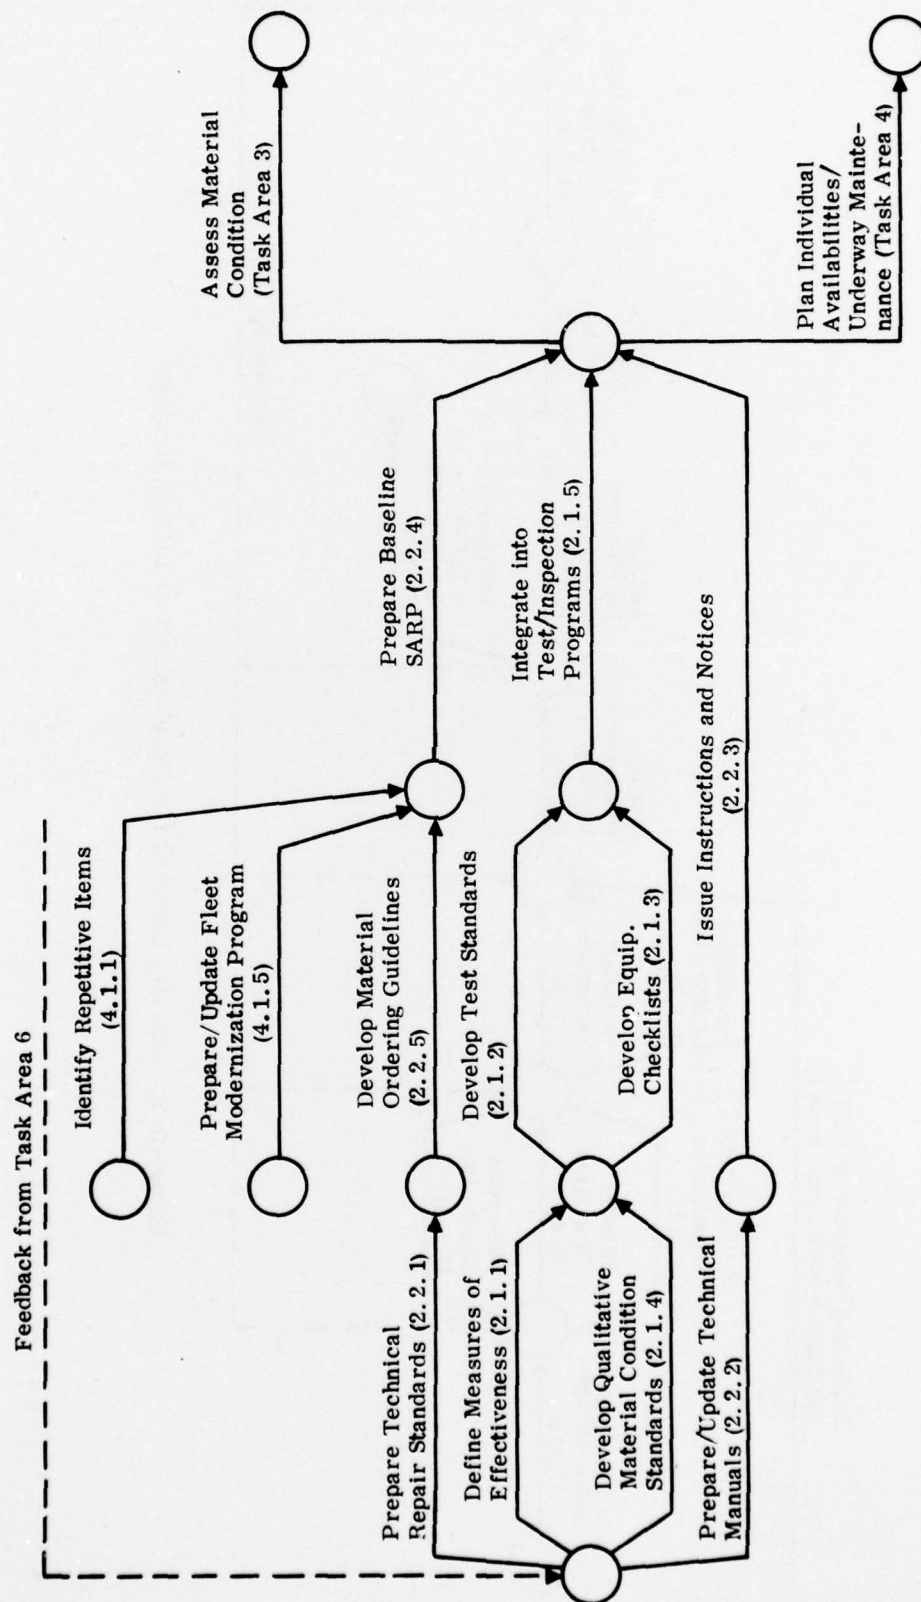 Feedback from Task Area 6
Identify Repetitive Items
(4.1.1)
Prepare/Update Fleet
Modernization Program
(4.1.5)
Prepare Technical
Repair Standards (2.2.1)
Develop Material
Ordering Guidelines
(2.2.5)
Prepare Baseline
SARP (2.2.4)
Assess Material
Condition
(Task Area 3)
Define Measures of
Effectiveness (2.1.1)
Develop Test Standards
(2.1.2)
Integrate into
Test/Inspection
Programs (2.1.5)
Develop Qualitative
Material Condition
Standards (2.1.4)
Develop Equip.
Checklists (2.1.3)
Prepare/Update Technical
Manuals (2.2.2)
Issue Instructions and Notices
(2.2.3)
Plan Individual
Availabilities/
Underway Mainte-
nance (Task Area 4)